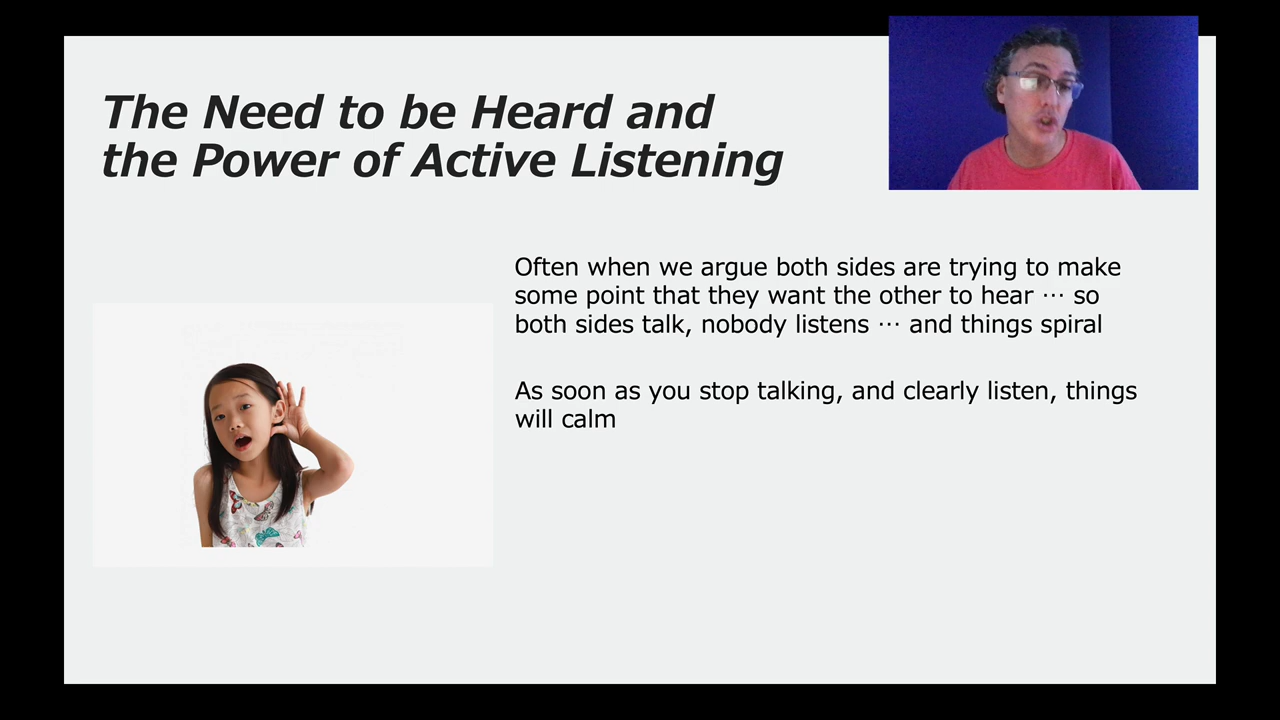 The Need to be Heard and
the Power of Active Listening
Often when we argue both sides are trying to make
some point that they want the other to hear ⋯ so
both sides talk, nobody listens ⋯ and things spiral
As soon as you stop talking, and clearly listen, things
will calm